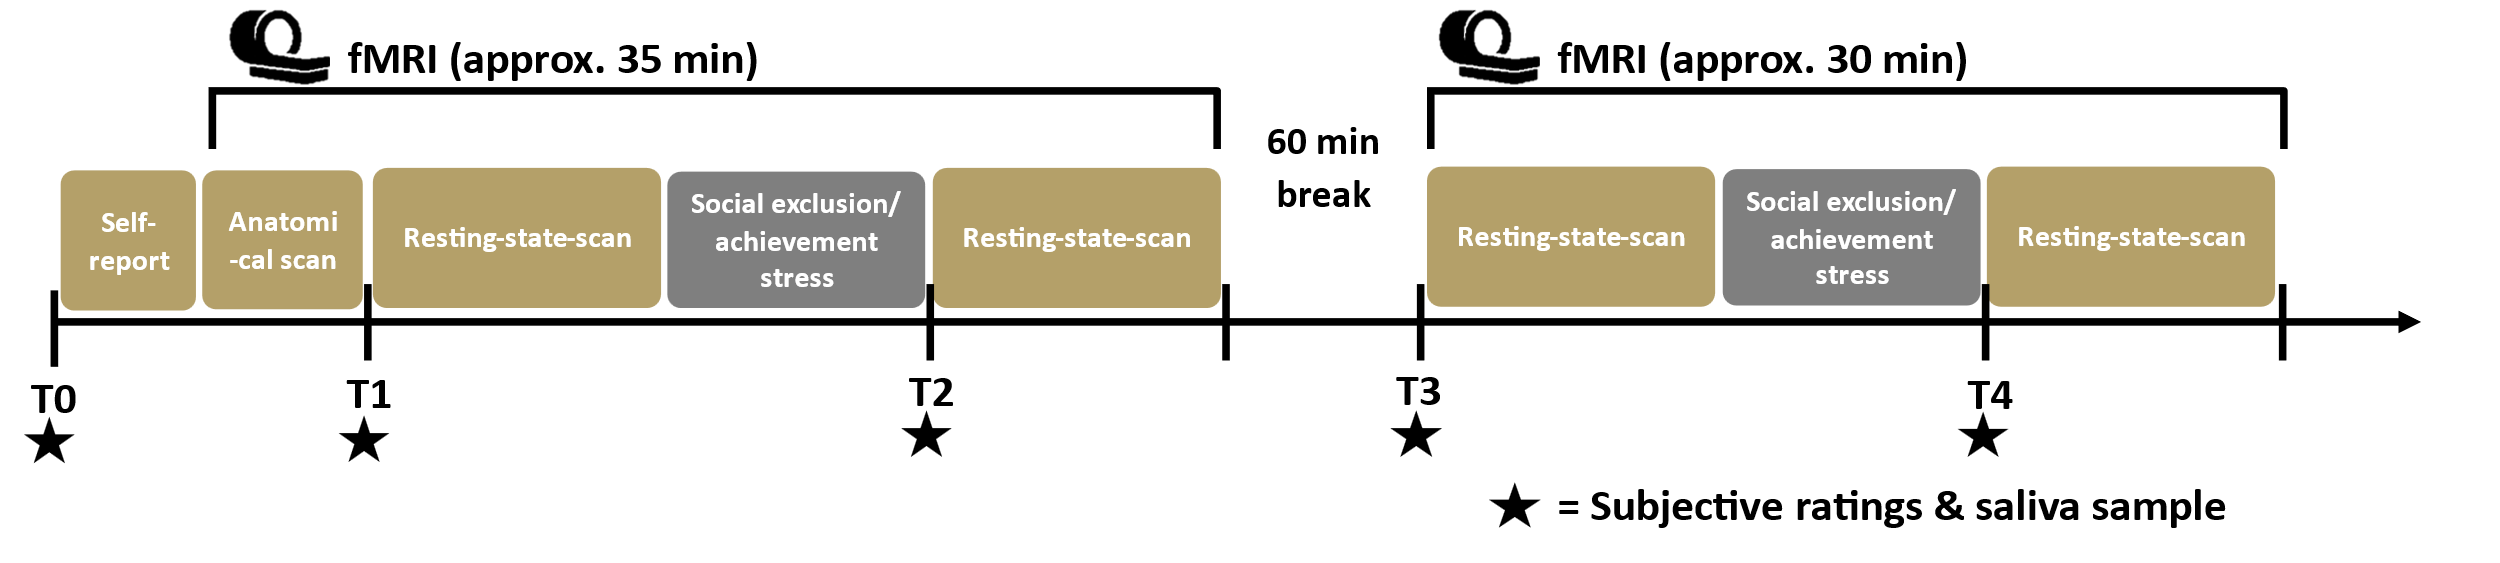 fMRI (approx. 35 min)
fMRI (approx. 30 min)
60 min
break
Self-
report
Anatomi
-cal scan
Resting-state-scan
Social exclusion/
achievement
stress
Resting-state-scan
Resting-state-scan
Social exclusion/
achievement
stress
Resting-state-scan
T0
T1
T2
T3
T4
= Subjective ratings & saliva sample